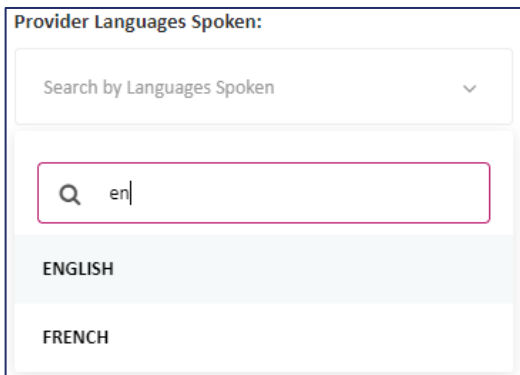 Provider Languages Spoken:
Search by Languages Spoken
en
ENGLISH
FRENCH